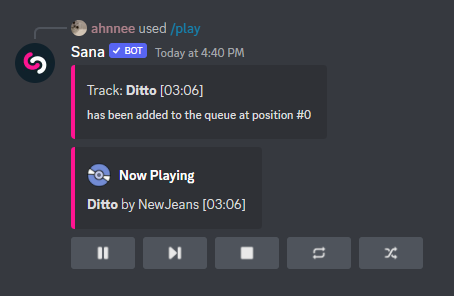 ahnnee used /play
Sana ✓ BOT Today at 4:40 PM
Track: Ditto [03:06]
has been added to the queue at position #0
Now Playing
Ditto by NewJeans [03:06]